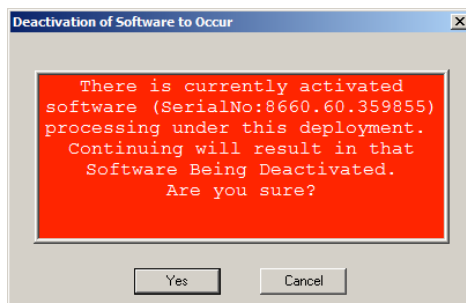 Deactivation of Software to Occur
There is currently activated
software (SerialNo:8660.60.359855)
processing under this deployment.
Continuing will result in that
Software Being Deactivated.
Are you sure?
Yes Cancel